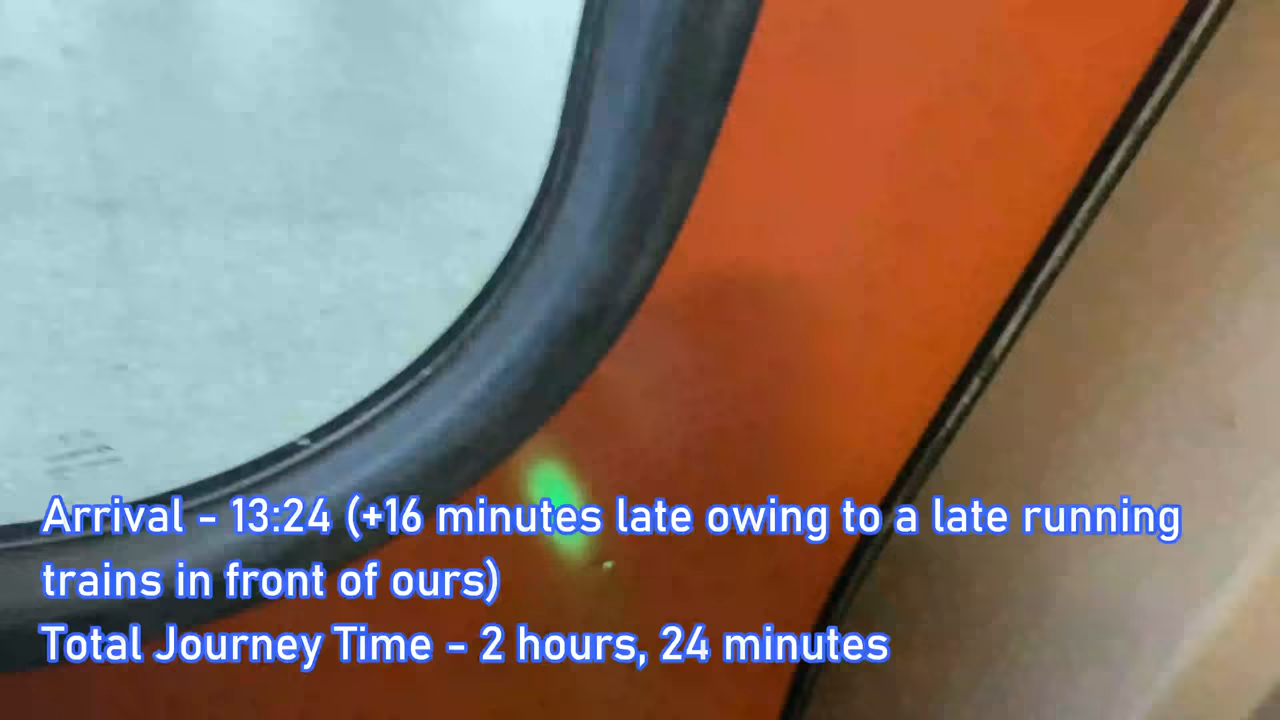 Arrival - 13:24 (+16 minutes late owing to a late running
trains in front of ours)
Total Journey Time - 2 hours, 24 minutes